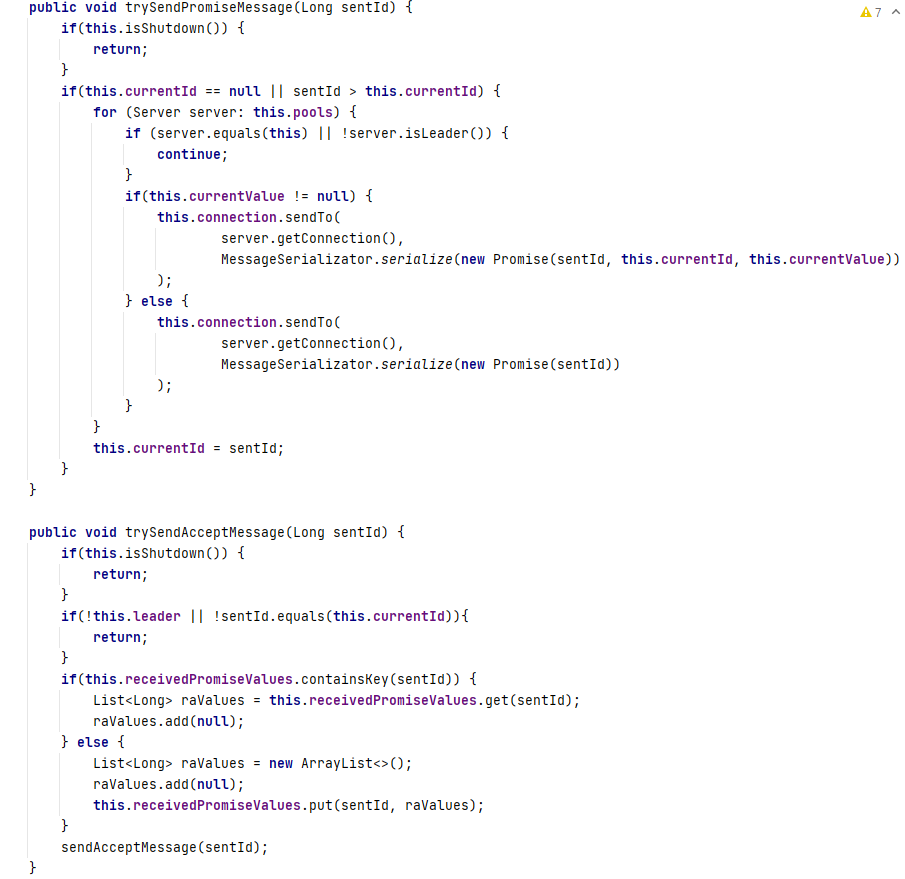 public void trySendPromiseMessage(Long sentId) {
7
    if(this.isShutdown()) {
        return;
    }
    if(this.currentId == null || sentId > this.currentId) {
        for (Server server: this.pools) {
            if (server.equals(this) || !server.isLeader()) {
                continue;
            }
            if(this.currentValue != null) {
                this.connection.sendTo(
                        server.getConnection(),
                        MessageSerializator.serialize(new Promise(sentId, this.currentId, this.currentValue))
                );
            } else {
                this.connection.sendTo(
                        server.getConnection(),
                        MessageSerializator.serialize(new Promise(sentId))
                );
            }
        }
        this.currentId = sentId;
    }
}

public void trySendAcceptMessage(Long sentId) {
    if(this.isShutdown()) {
        return;
    }
    if(!this.leader || !sentId.equals(this.currentId)){
        return;
    }
    if(this.receivedPromiseValues.containsKey(sentId)) {
        List<Long> raValues = this.receivedPromiseValues.get(sentId);
        raValues.add(null);
    } else {
        List<Long> raValues = new ArrayList<>();
        raValues.add(null);
        this.receivedPromiseValues.put(sentId, raValues);
    }
    sendAcceptMessage(sentId);
}